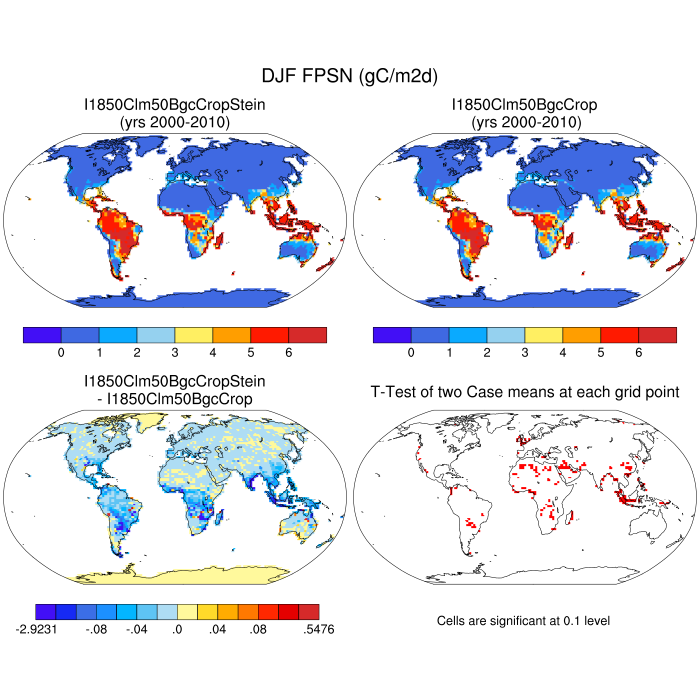 DJF FPSN (gC/m2d)
I1850Clm50BgcCropStein
(yrs 2000-2010)
I1850Clm50BgcCrop
(yrs 2000-2010)
0 1 2 3 4 5 6
0 1 2 3 4 5 6
I1850Clm50BgcCropStein
- I1850Clm50BgcCrop
T-Test of two Case means at each grid point
-2.9231 -.08 -.04 .0 .04 .08 .5476
Cells are significant at 0.1 level